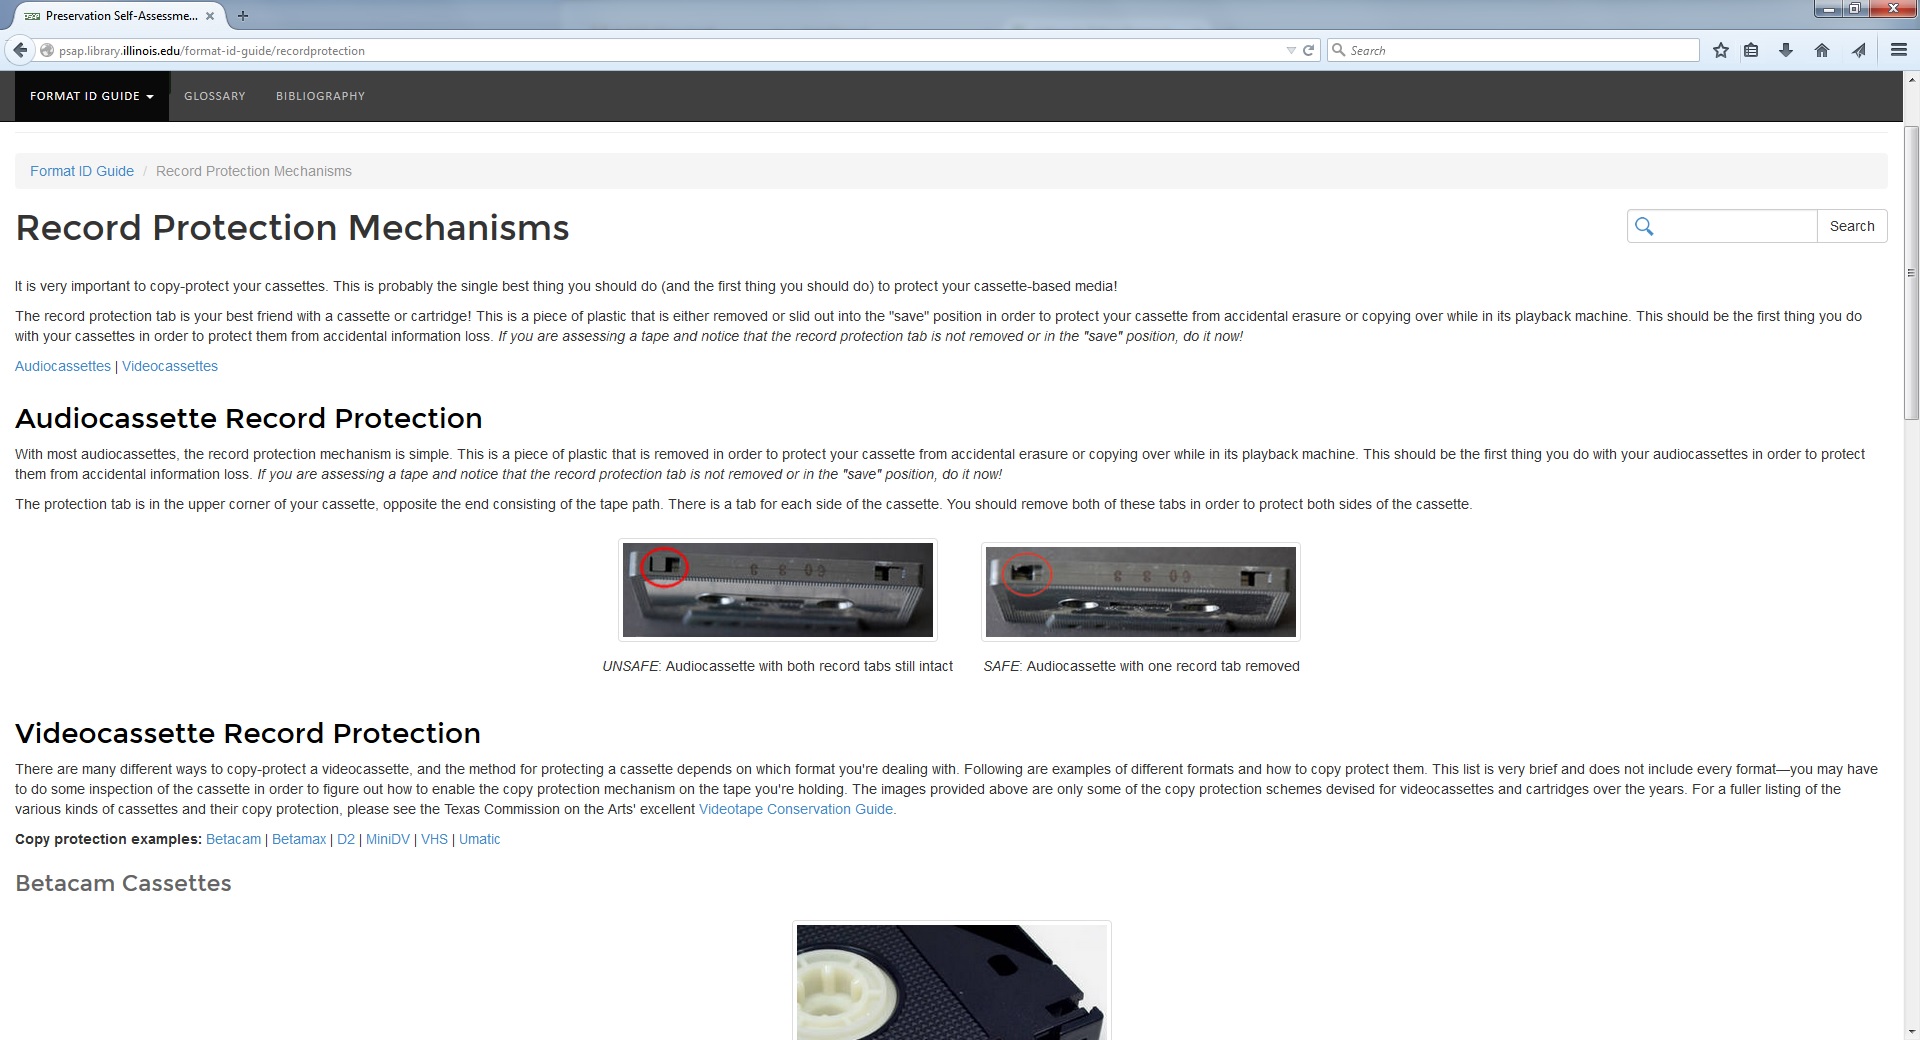 Preservation Self-Assessme...
psap.library.illinois.edu/format-id-guide/recordprotection
Search
FORMAT ID GUIDE
GLOSSARY
BIBLIOGRAPHY
Format ID Guide / Record Protection Mechanisms
Record Protection Mechanisms
Search
It is very important to copy-protect your cassettes. This is probably the single best thing you should do (and the first thing you should do) to protect your cassette-based media!
The record protection tab is your best friend with a cassette or cartridge! This is a piece of plastic that is either removed or slid out into the "save" position in order to protect your cassette from accidental erasure or copying over while in its playback machine. This should be the first thing you do
with your cassettes in order to protect them from accidental information loss. If you are assessing a tape and notice that the record protection tab is not removed or in the "save" position, do it now!
Audiocassettes | Videocassettes
Audiocassette Record Protection
With most audiocassettes, the record protection mechanism is simple. This is a piece of plastic that is removed in order to protect your cassette from accidental erasure or copying over while in its playback machine. This should be the first thing you do with your audiocassettes in order to protect
them from accidental information loss. If you are assessing a tape and notice that the record protection tab is not removed or in the "save" position, do it now!
The protection tab is in the upper corner of your cassette, opposite the end consisting of the tape path. There is a tab for each side of the cassette. You should remove both of these tabs in order to protect both sides of the cassette.
UNSAFE: Audiocassette with both record tabs still intact
SAFE: Audiocassette with one record tab removed
Videocassette Record Protection
There are many different ways to copy-protect a videocassette, and the method for protecting a cassette depends on which format you're dealing with. Following are examples of different formats and how to copy protect them. This list is very brief and does not include every format—you may have
to do some inspection of the cassette in order to figure out how to enable the copy protection mechanism on the tape you're holding. The images provided above are only some of the copy protection schemes devised for videocassettes and cartridges over the years. For a fuller listing of the
various kinds of cassettes and their copy protection, please see the Texas Commission on the Arts' excellent Videotape Conservation Guide.
Copy protection examples: Betacam | Betamax | D2 | MiniDV | VHS | Umatic
Betacam Cassettes